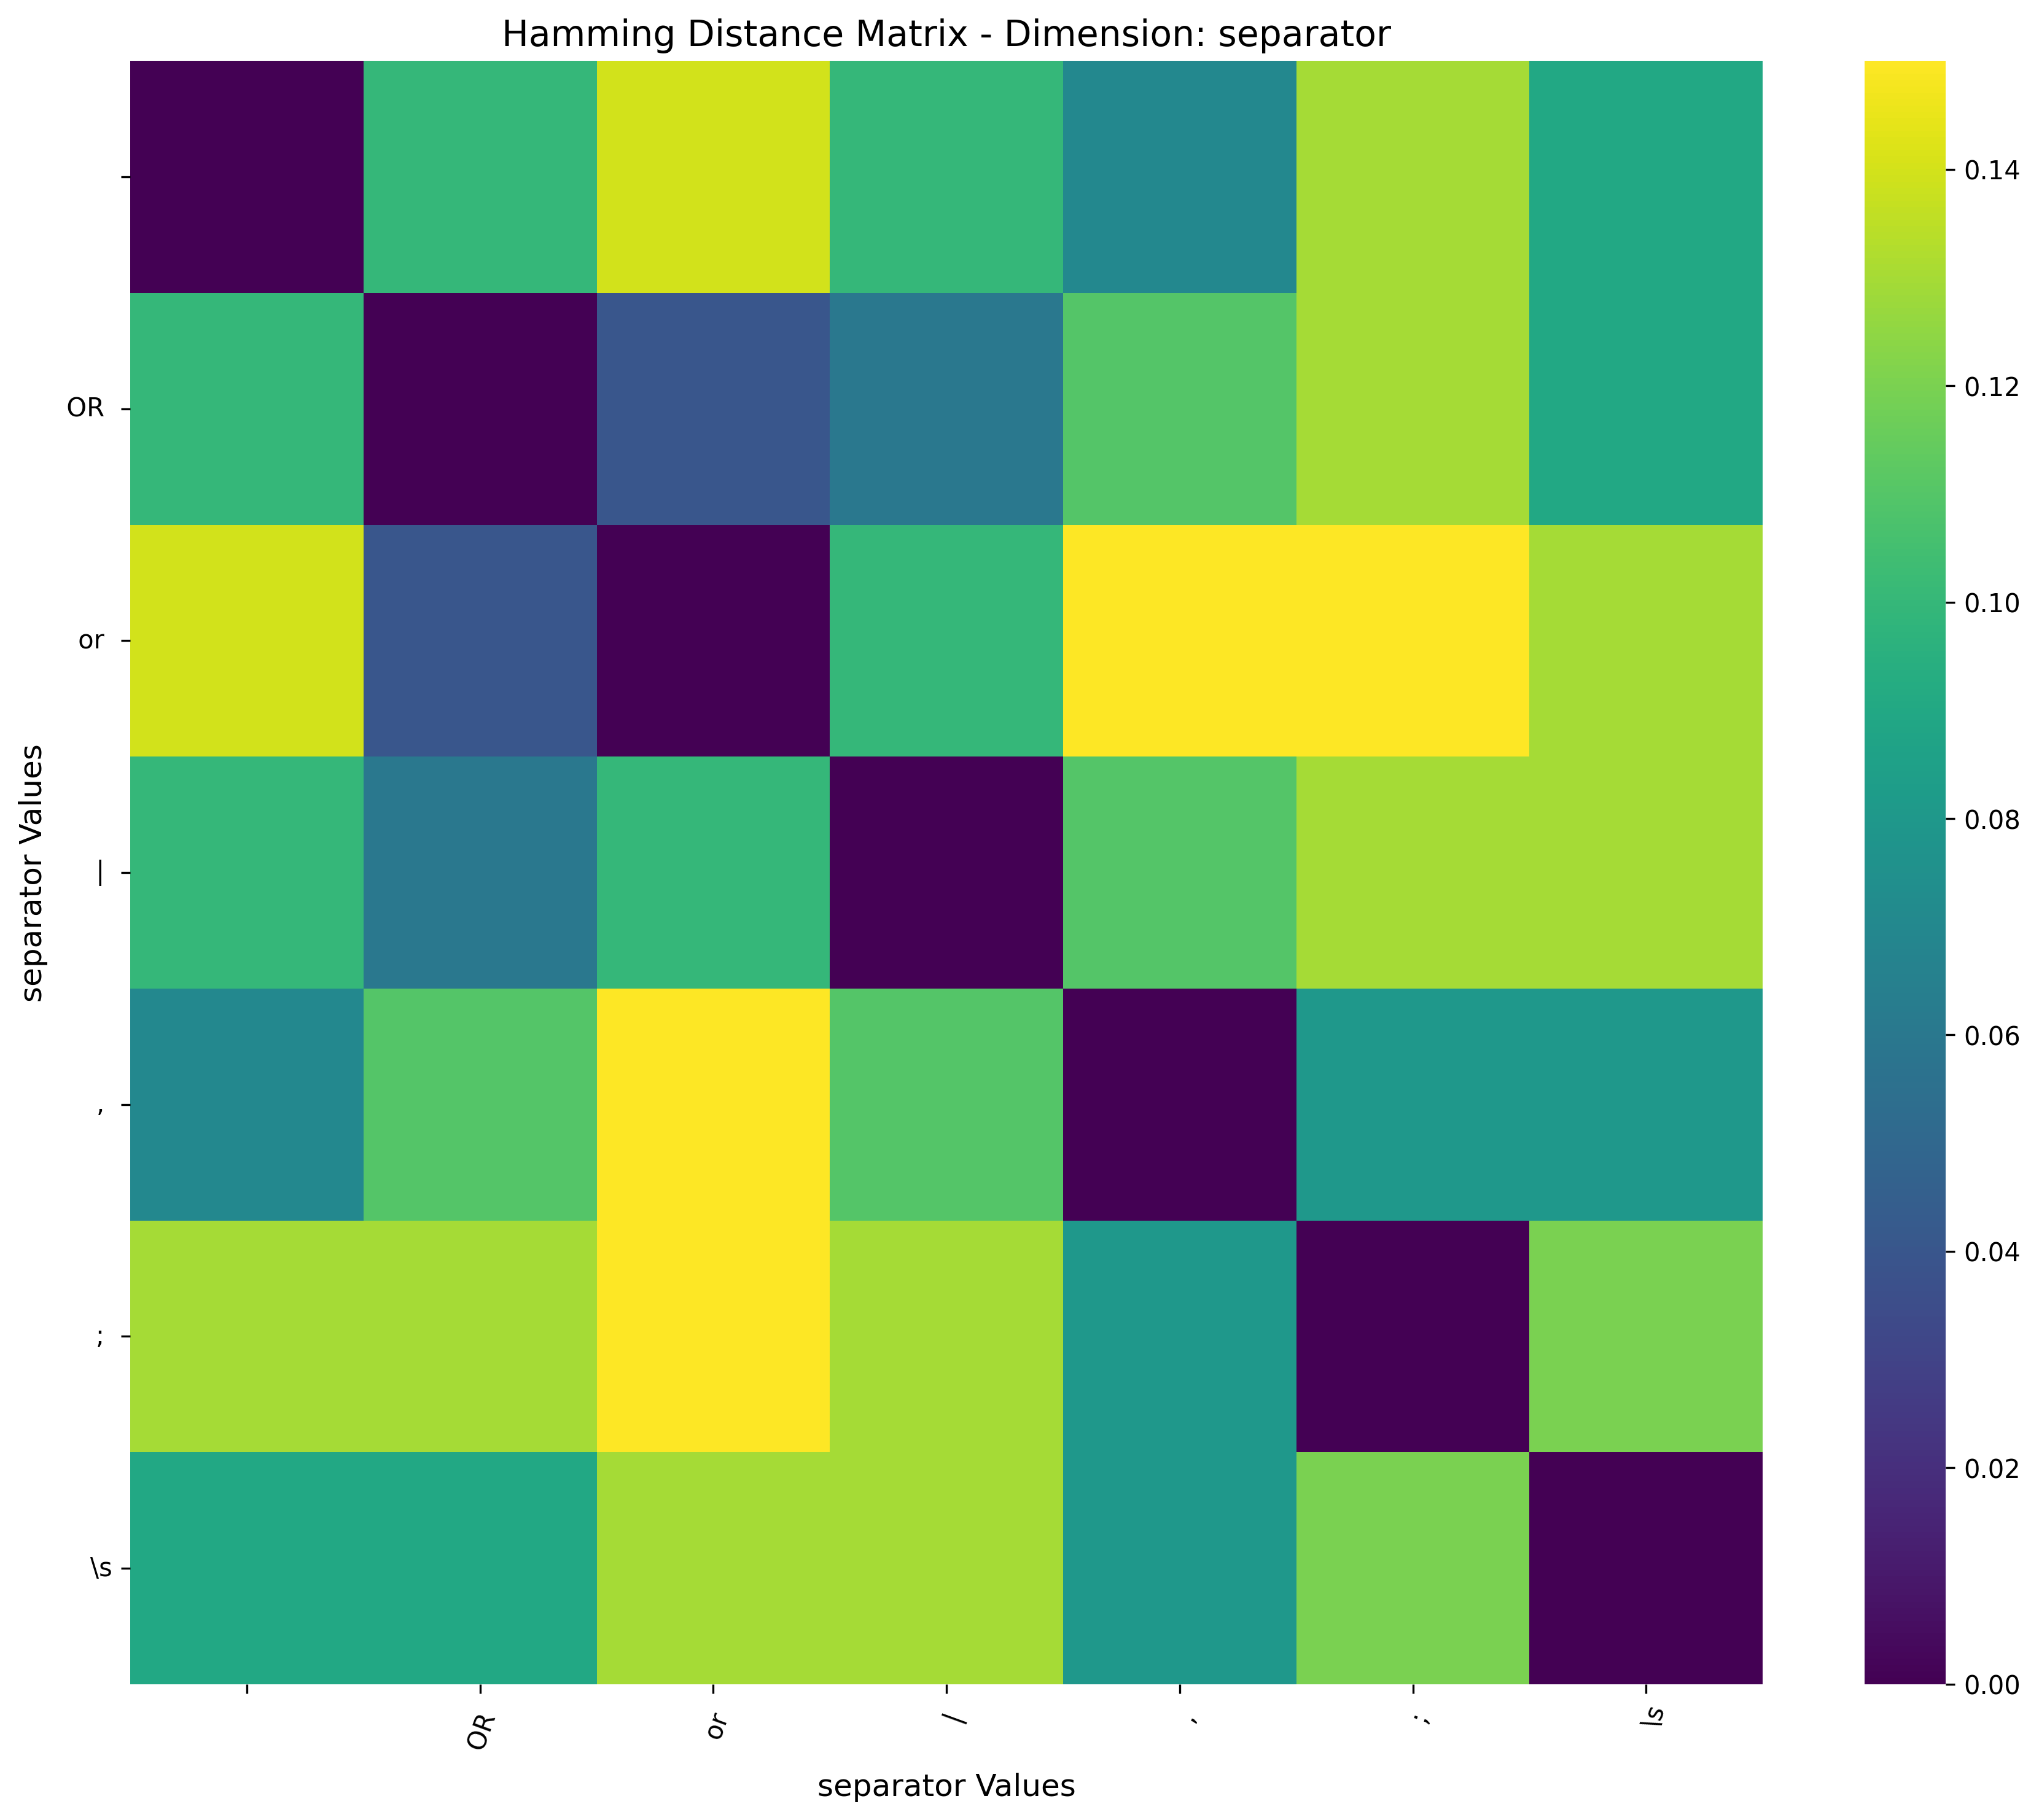 Hamming Distance Matrix - Dimension: separator
separator Values
OR
or
|
,
;
\s
OR
or
|
,
;
\s
separator Values
0.14
0.12
0.10
0.08
0.06
0.04
0.02
0.00